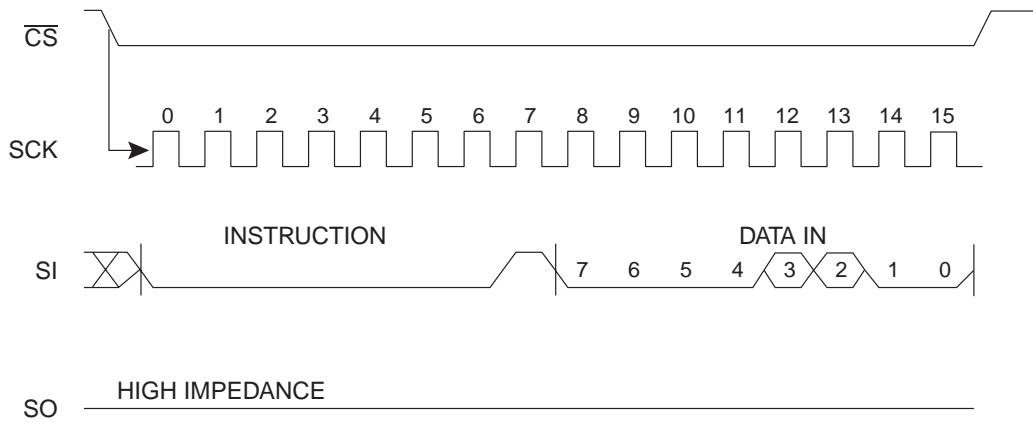 CS
0 1 2 3 4 5 6 7 8 9 10 11 12 13 14 15
SCK
INSTRUCTION DATA IN
SI 7 6 5 4 3 2 1 0
HIGH IMPEDANCE
SO